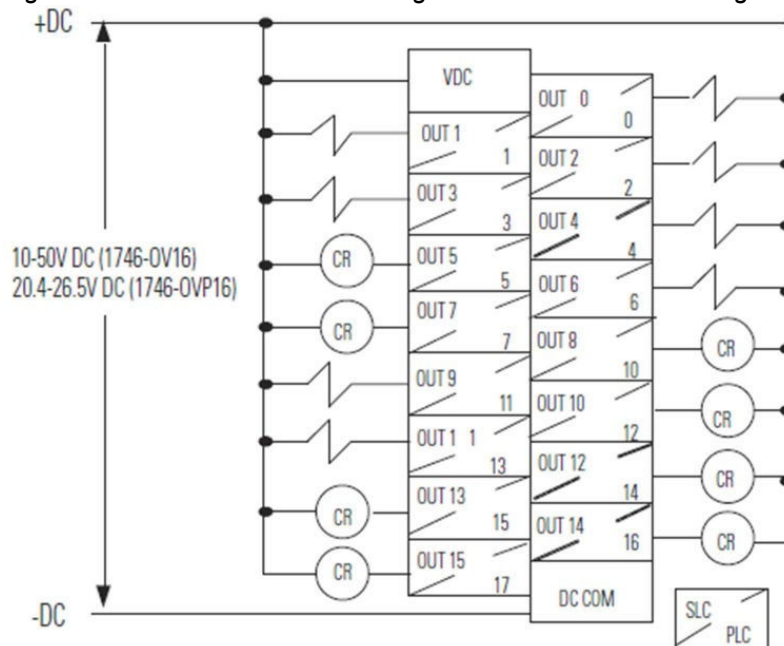 +DC
VDC
OUT 0
0
OUT 1
1
OUT 2
2
OUT 3
3
OUT 4
4
10-50V DC (1746-OV16)
20.4-26.5V DC (1746-OVP16)
CR
OUT 5
5
OUT 6
6
CR
OUT 7
7
OUT 8
10
CR
OUT 9
11
OUT 10
12
CR
OUT 1 1
13
OUT 12
14
CR
CR
OUT 13
15
OUT 14
16
CR
CR
OUT 15
17
DC COM
-DC
SLC
PLC